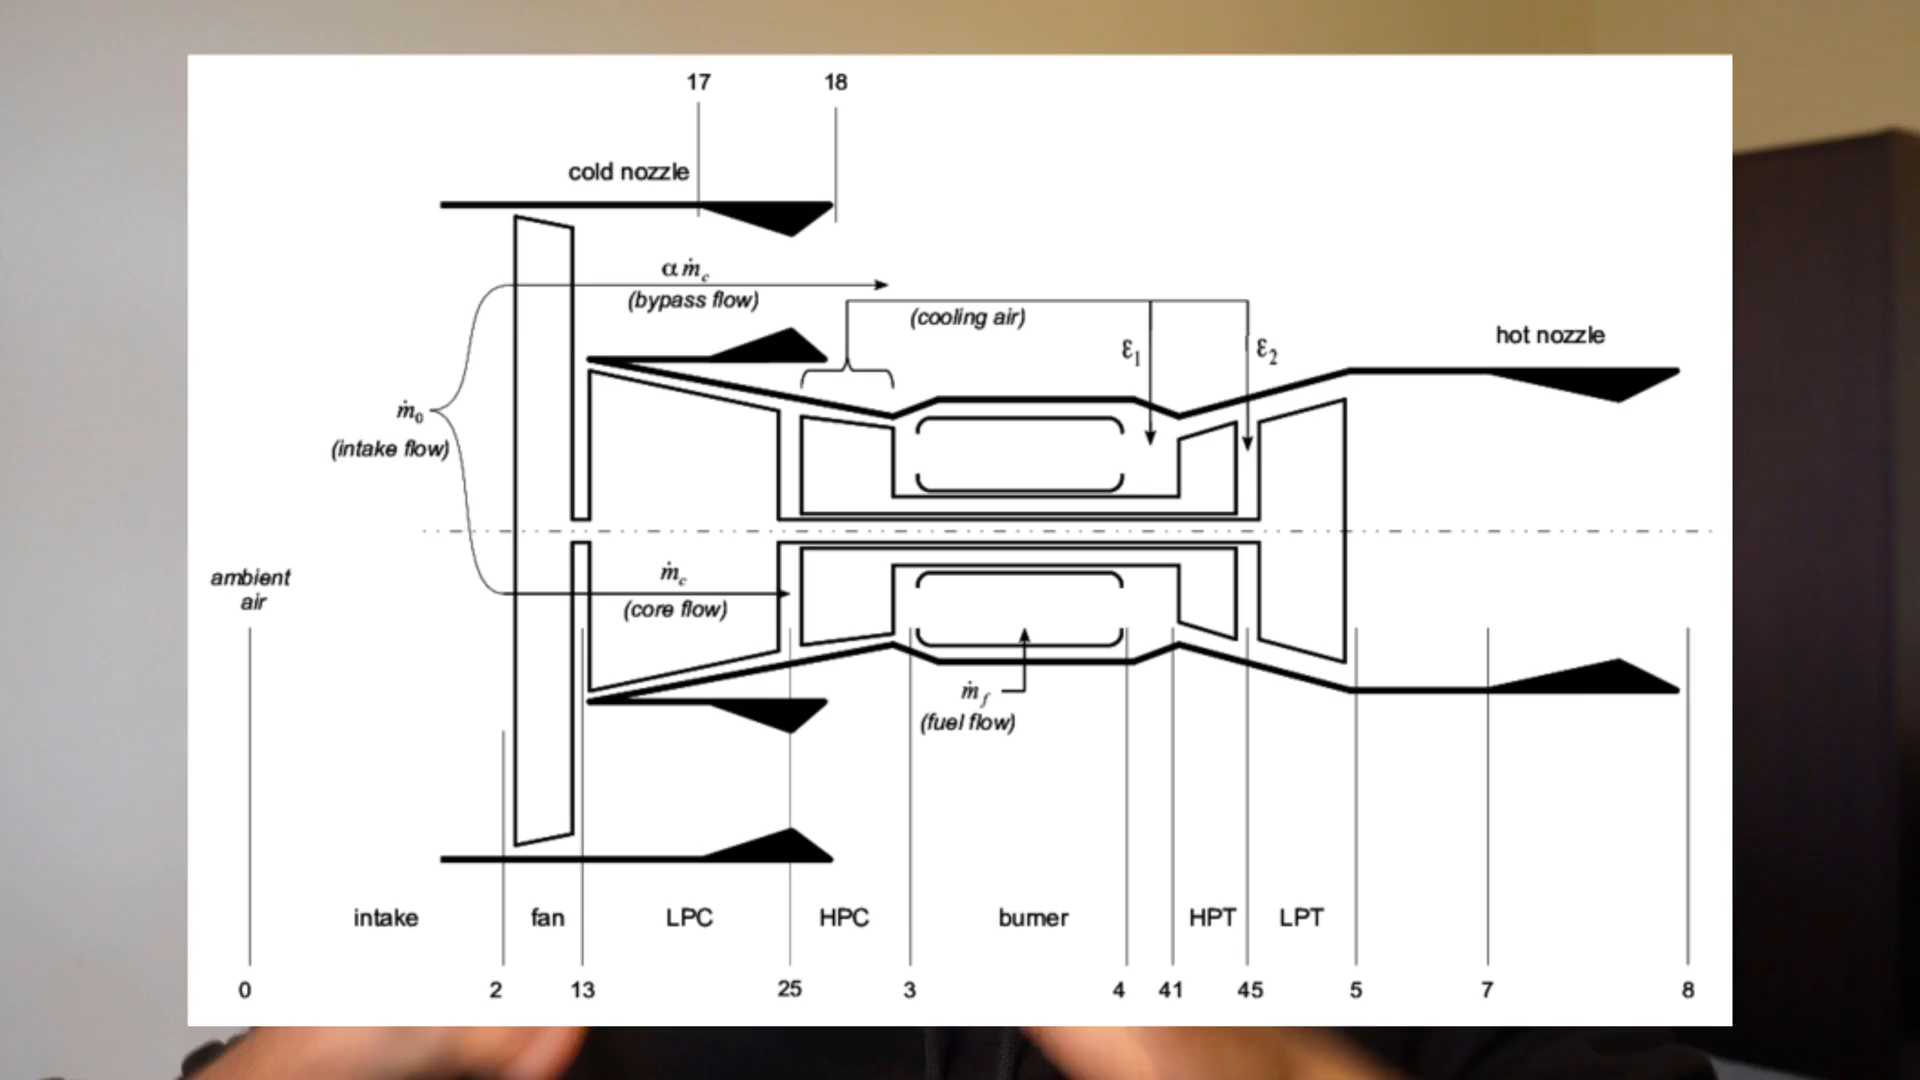 17 18
cold nozzle
α ṁc
(bypass flow)
(cooling air)
ε1 ε2
hot nozzle
ṁ0
(intake flow)
ambient
air
ṁc
(core flow)
ṁf
(fuel flow)
intake fan LPC HPC burner HPT LPT
0 2 13 25 3 4 41 45 5 7 8